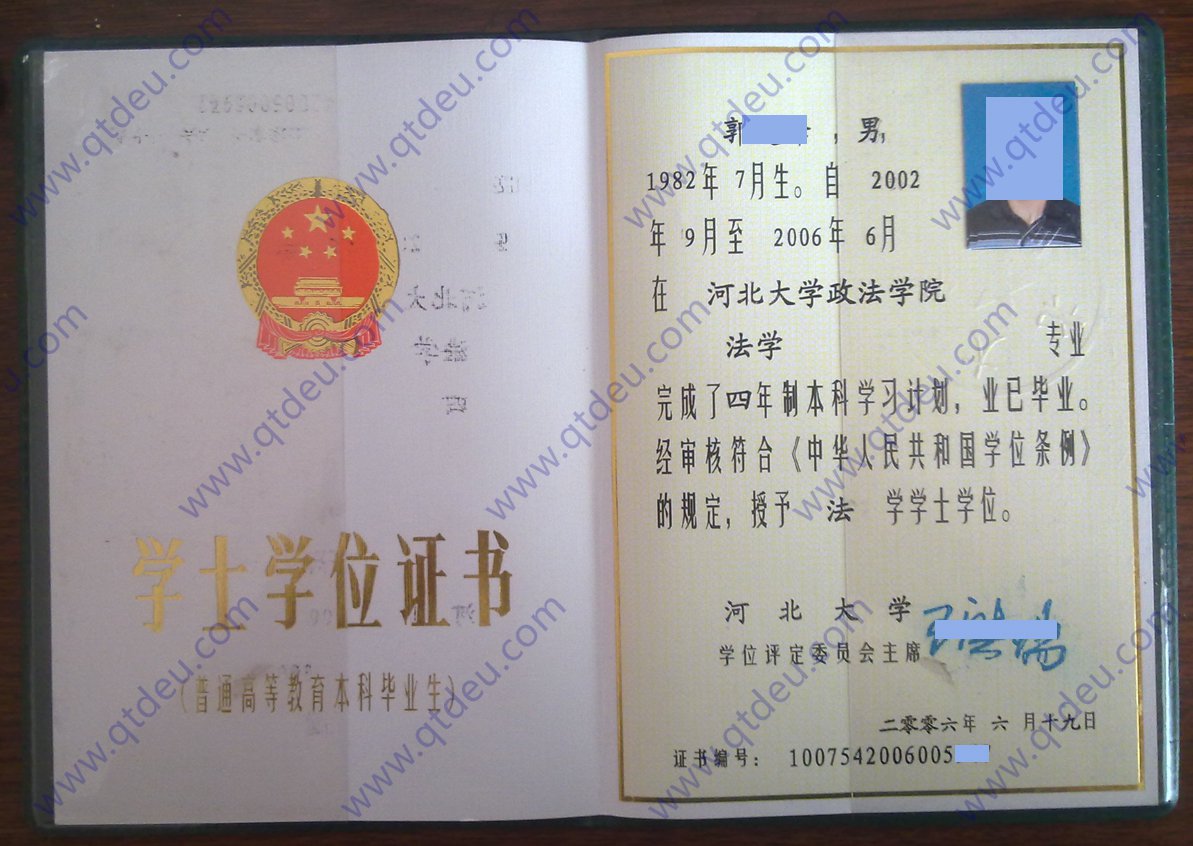 学士学位证书
（普通高等教育本科毕业生）
郭 ，男，
1982年 7月生。自 2002
年 9月至 2006年 6月
在 河北大学政法学院
法学 专业
完成了四年制本科学习计划，业已毕业。
经审核符合《中华人民共和国学位条例》
的规定，授予 法 学学士学位。
河北大学
学位评定委员会主席
二零零六年 六 月十九日
证书编号： 1007542006005
www.qtdeu.com